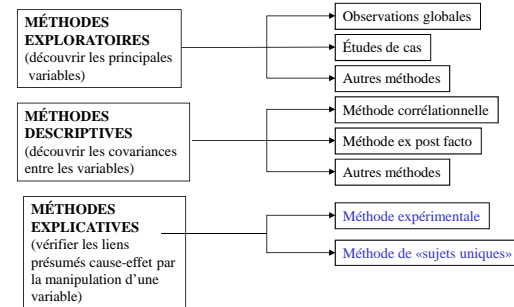 MÉTHODES
EXPLORATOIRES
(découvrir les principales
variables)
Observations globales
Études de cas
Autres méthodes
MÉTHODES
DESCRIPTIVES
(découvrir les covariances
entre les variables)
Méthode corrélationnelle
Méthode ex post facto
Autres méthodes
MÉTHODES
EXPLICATIVES
(vérifier les liens
présumés cause-effet par
la manipulation d’une
variable)
Méthode expérimentale
Méthode de «sujets uniques»